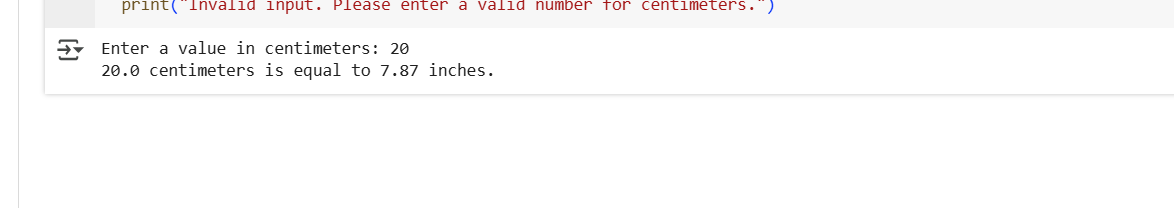 print("Invalid input. Please enter a valid number for centimeters.")
Enter a value in centimeters: 20
20.0 centimeters is equal to 7.87 inches.